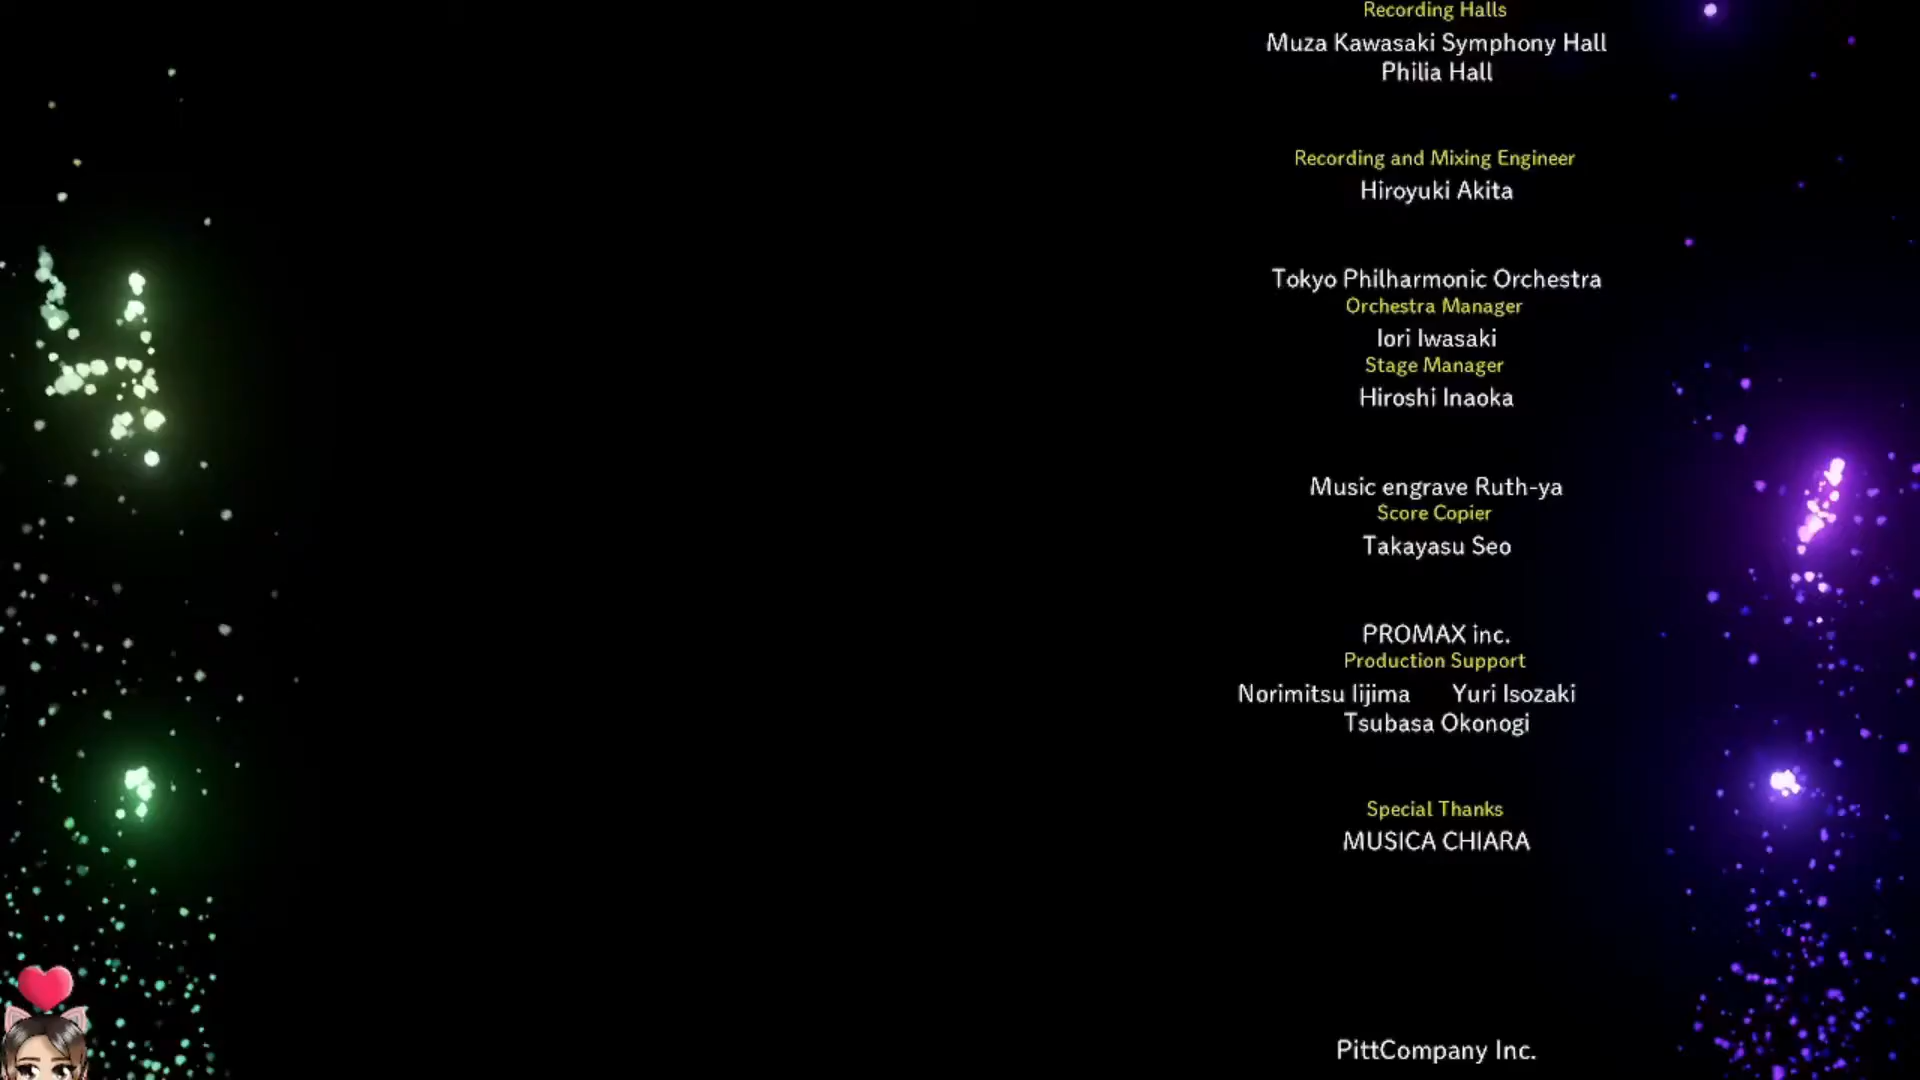 Recording Halls
Muza Kawasaki Symphony Hall
Philia Hall
Recording and Mixing Engineer
Hiroyuki Akita
Tokyo Philharmonic Orchestra
Orchestra Manager
Iori Iwasaki
Stage Manager
Hiroshi Inaoka
Music engrave Ruth-ya
Score Copier
Takayasu Seo
PROMAX inc.
Production Support
Norimitsu Iijima Yuri Isozaki
Tsubasa Okonogi
Special Thanks
MUSICA CHIARA
PittCompany Inc.